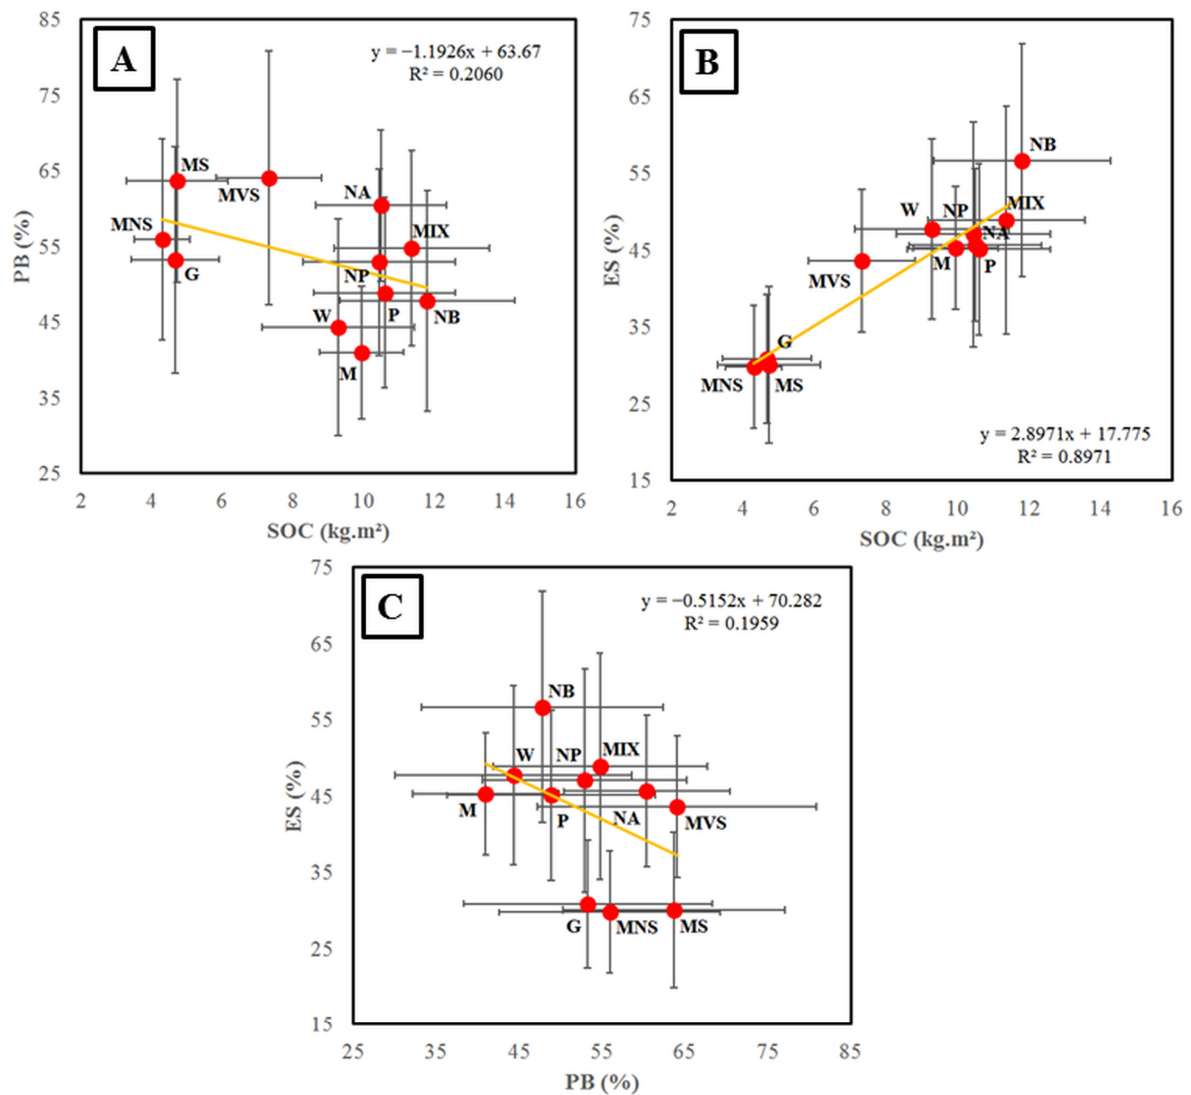 A
y = −1.1926x + 63.67
R² = 0.2060
85
75
65
55
45
35
25
PB (%)
MS
MVS
NA
MNS
MIX
G
NP
W
P
NB
M
2 4 6 8 10 12 14 16
SOC (kg.m²)
B
75
65
55
45
35
25
15
ES (%)
NB
W
NP
MIX
NA
M
P
MVS
G
MNS
MS
y = 2.8971x + 17.775
R² = 0.8971
2 4 6 8 10 12 14 16
SOC (kg.m²)
C
y = −0.5152x + 70.282
R² = 0.1959
75
65
55
45
35
25
15
ES (%)
NB
W
NP
MIX
M
P
NA
MVS
G
MNS
MS
25 35 45 55 65 75 85
PB (%)